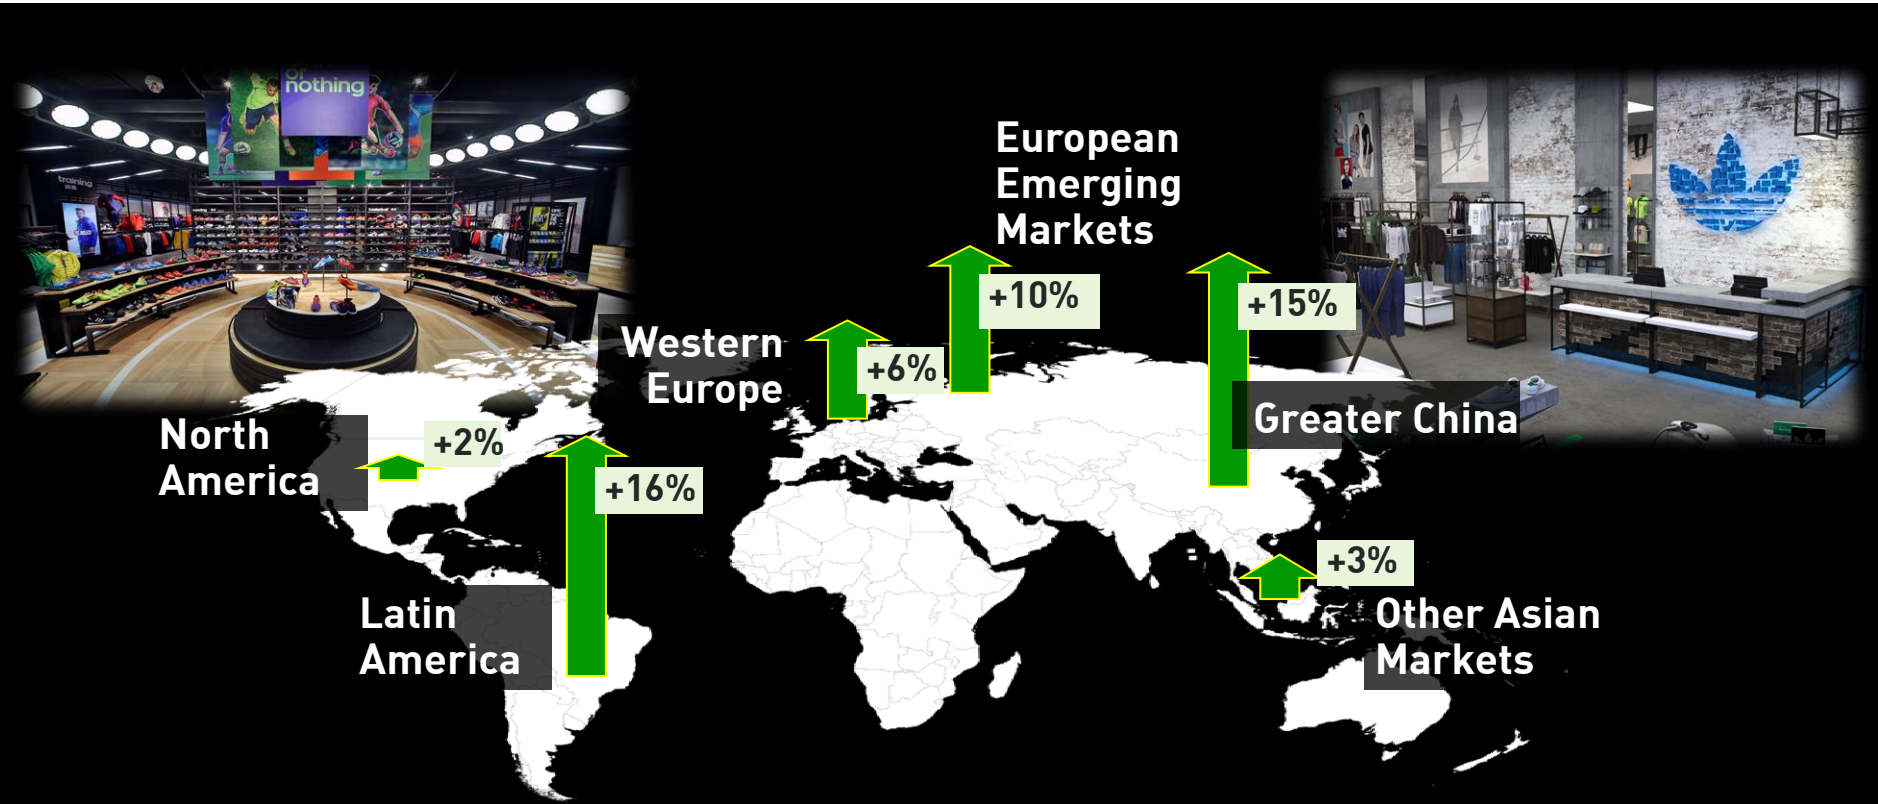 or
nothing
training
European
Emerging
Markets
+10%
+15%
Western
Europe
+6%
Greater China
North
America
+2%
+16%
+3%
Latin
America
Other Asian
Markets